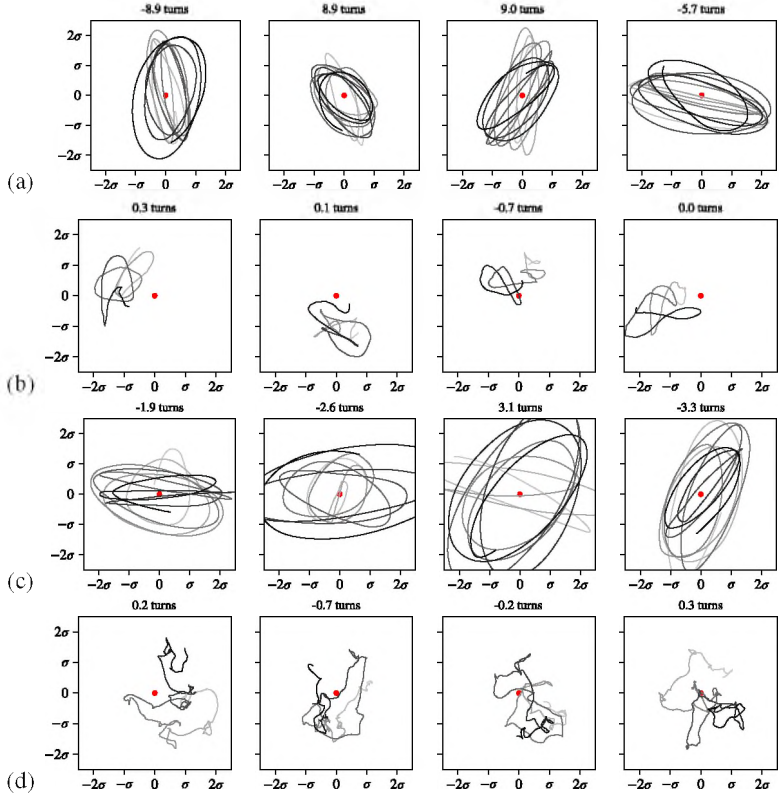 -8.9 turns 8.9 turns 9.0 turns -5.7 turns
2σ
σ
0
−σ
−2σ
(a)
−2σ −σ 0 σ 2σ −2σ −σ 0 σ 2σ −2σ −σ 0 σ 2σ −2σ −σ 0 σ 2σ
0.3 turns 0.1 turns -0.7 turns 0.0 turns
2σ
σ
0
−σ
−2σ
(b)
−2σ −σ 0 σ 2σ −2σ −σ 0 σ 2σ −2σ −σ 0 σ 2σ −2σ −σ 0 σ 2σ
-1.9 turns -2.6 turns 3.1 turns -3.3 turns
2σ
σ
0
−σ
−2σ
(c)
−2σ −σ 0 σ 2σ −2σ −σ 0 σ 2σ −2σ −σ 0 σ 2σ −2σ −σ 0 σ 2σ
0.2 turns -0.7 turns -0.2 turns 0.3 turns
2σ
σ
0
−σ
−2σ
(d)
−2σ −σ 0 σ 2σ −2σ −σ 0 σ 2σ −2σ −σ 0 σ 2σ −2σ −σ 0 σ 2σ